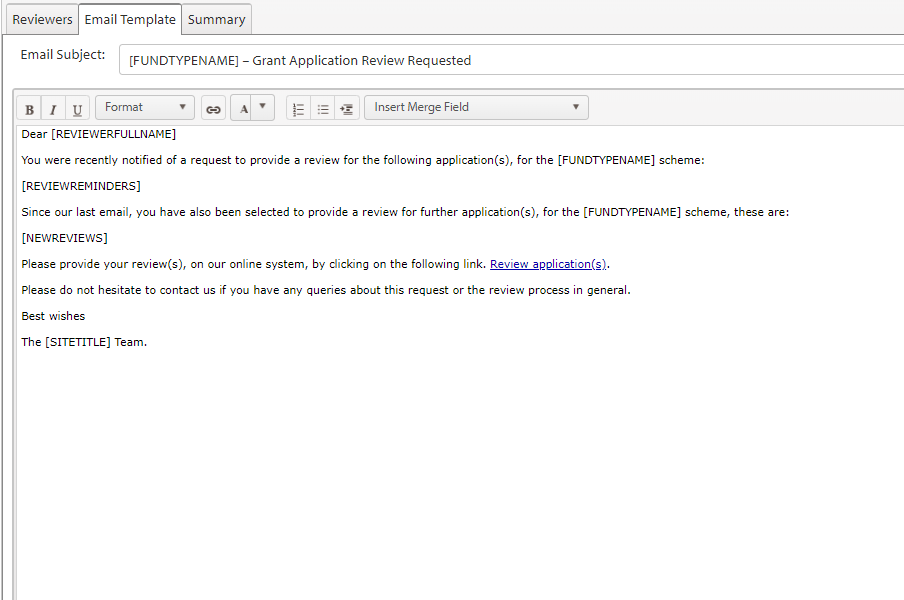 Reviewers Email Template Summary
Email Subject: [FUNDTYPENAME] – Grant Application Review Requested
B I U Format A Insert Merge Field
Dear [REVIEWERFULLNAME]
You were recently notified of a request to provide a review for the following application(s), for the [FUNDTYPENAME] scheme:
[REVIEWREMINDERS]
Since our last email, you have also been selected to provide a review for further application(s), for the [FUNDTYPENAME] scheme, these are:
[NEWREVIEWS]
Please provide your review(s), on our online system, by clicking on the following link. Review application(s).
Please do not hesitate to contact us if you have any queries about this request or the review process in general.
Best wishes
The [SITETITLE] Team.